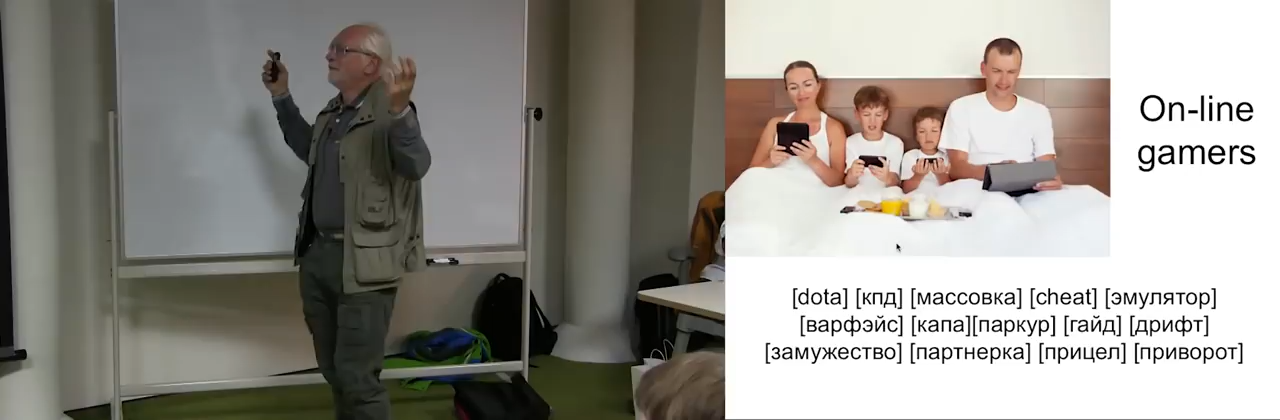 On-line
gamers
[dota] [кпд] [массовка] [cheat] [эмулятор]
[варфэйс] [капа][паркур] [гайд] [дрифт]
[замужество] [партнерка] [прицел] [приворот]